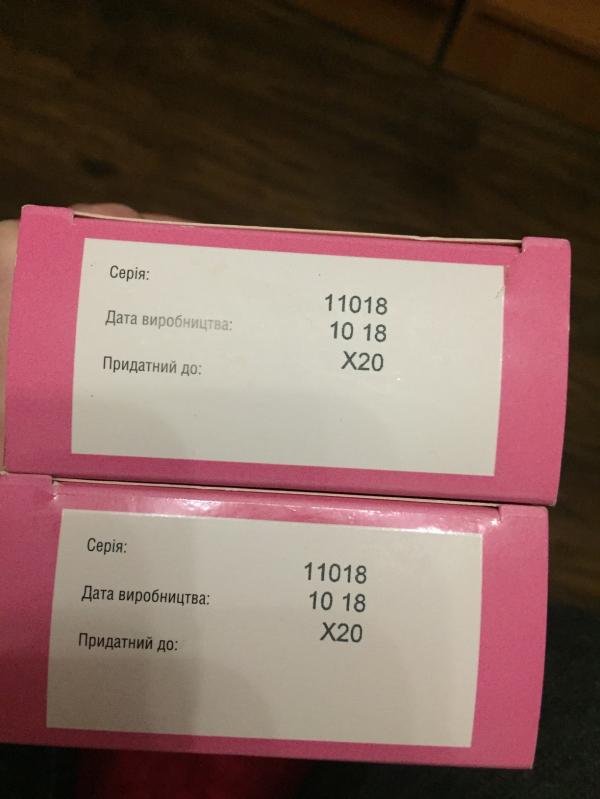 Серія:
11018
Дата виробництва:
10 18
Придатний до:
X20
Серія:
11018
Дата виробництва:
10 18
Придатний до:
X20